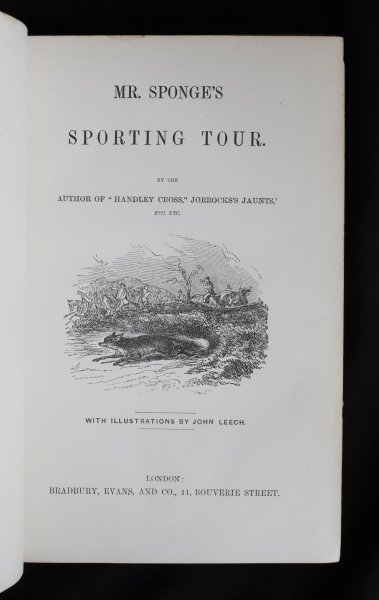 MR. SPONGE'S
SPORTING TOUR.
BY THE
AUTHOR OF "HANDLEY CROSS," JORROCKS'S JAUNTS,'
ETC. ETC.
WITH ILLUSTRATIONS BY JOHN LEECH.
LONDON:
BRADBURY, EVANS, AND CO., 11, BOUVERIE STREET.